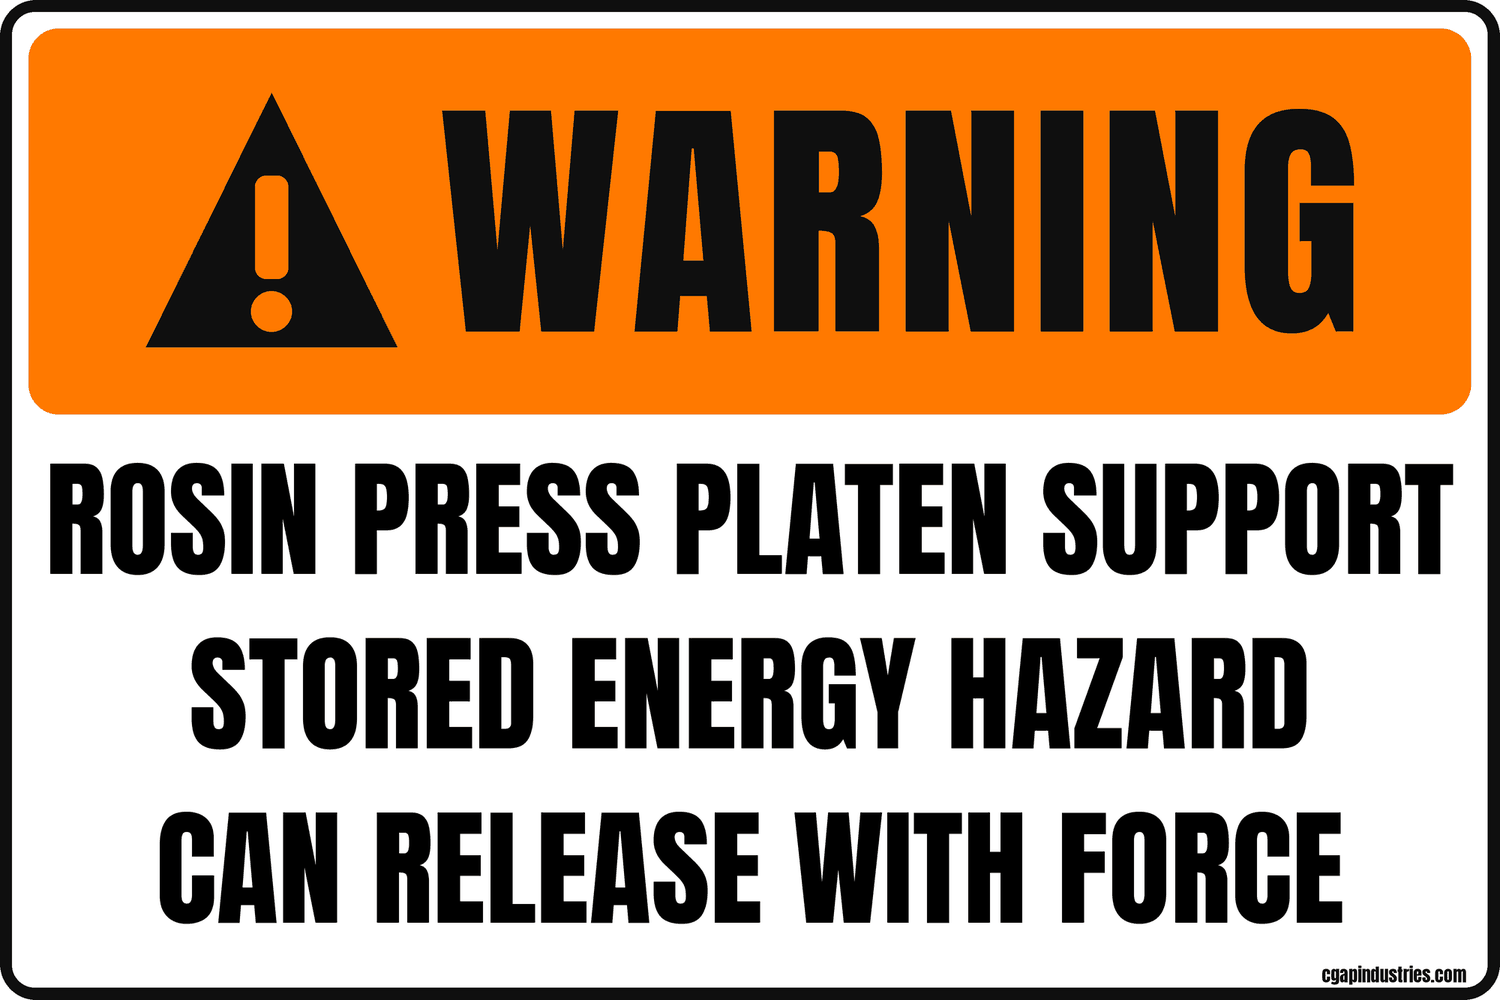 WARNING
ROSIN PRESS PLATEN SUPPORT
STORED ENERGY HAZARD
CAN RELEASE WITH FORCE
cgapindustries.com